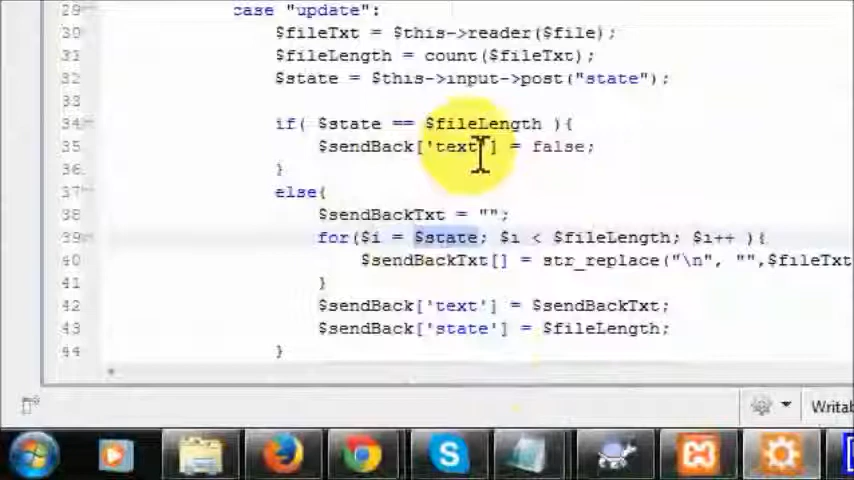 29 case "update":
30 $fileTxt = $this->reader($file);
31 $fileLength = count($fileTxt);
32 $state = $this->input->post("state");
33
34 if( $state == $fileLength ){
35 $sendBack['text'] = false;
36 }
37 else{
38 $sendBackTxt = "";
39 for($i = $state; $i < $fileLength; $i++ ){
40 $sendBackTxt[] = str_replace("\n", "",$fileTxt
41 }
42 $sendBack['text'] = $sendBackTxt;
43 $sendBack['state'] = $fileLength;
44 }
Writab